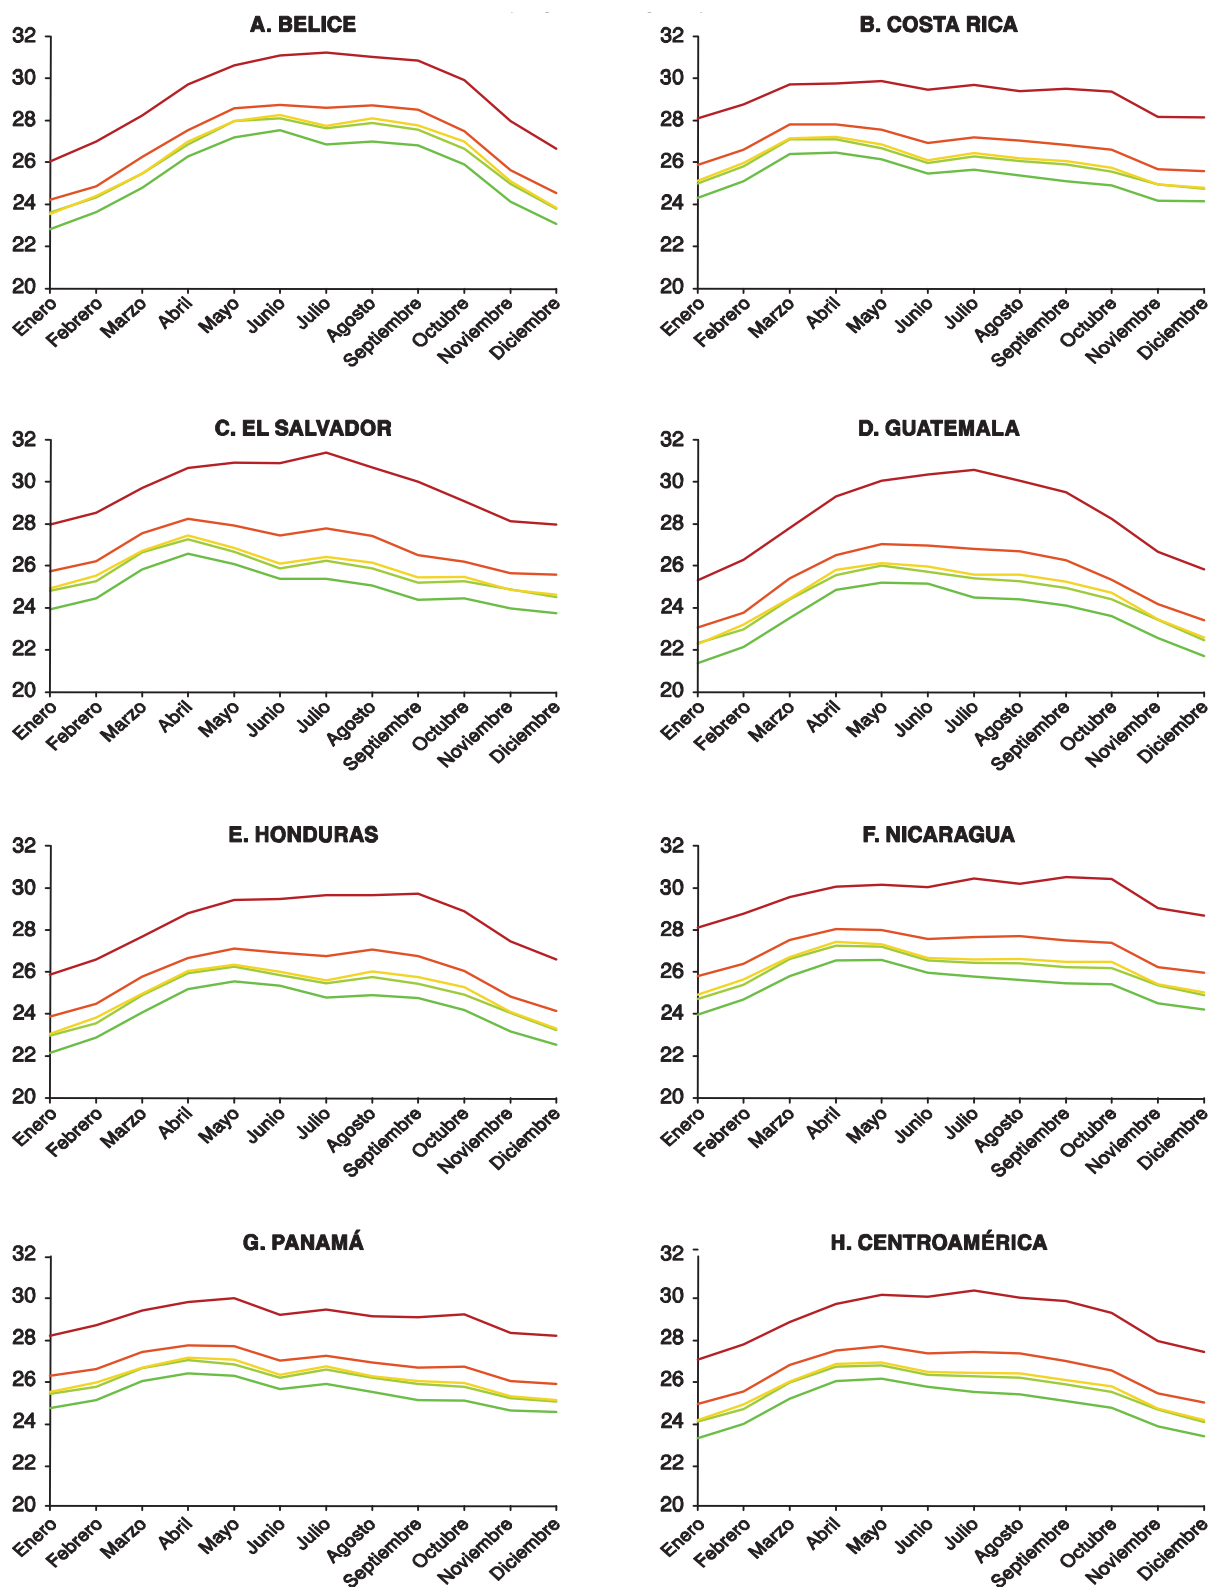 A. BELICE
32
30
28
26
24
22
20
Enero
Febrero
Marzo
Abril
Mayo
Junio
Julio
Agosto
Septiembre
Octubre
Noviembre
Diciembre
B. COSTA RICA
32
30
28
26
24
22
20
Enero
Febrero
Marzo
Abril
Mayo
Junio
Julio
Agosto
Septiembre
Octubre
Noviembre
Diciembre
C. EL SALVADOR
32
30
28
26
24
22
20
Enero
Febrero
Marzo
Abril
Mayo
Junio
Julio
Agosto
Septiembre
Octubre
Noviembre
Diciembre
D. GUATEMALA
32
30
28
26
24
22
20
Enero
Febrero
Marzo
Abril
Mayo
Junio
Julio
Agosto
Septiembre
Octubre
Noviembre
Diciembre
E. HONDURAS
32
30
28
26
24
22
20
Enero
Febrero
Marzo
Abril
Mayo
Junio
Julio
Agosto
Septiembre
Octubre
Noviembre
Diciembre
F. NICARAGUA
32
30
28
26
24
22
20
Enero
Febrero
Marzo
Abril
Mayo
Junio
Julio
Agosto
Septiembre
Octubre
Noviembre
Diciembre
G. PANAMÁ
32
30
28
26
24
22
20
Enero
Febrero
Marzo
Abril
Mayo
Junio
Julio
Agosto
Septiembre
Octubre
Noviembre
Diciembre
H. CENTROAMÉRICA
32
30
28
26
24
22
20
Enero
Febrero
Marzo
Abril
Mayo
Junio
Julio
Agosto
Septiembre
Octubre
Noviembre
Diciembre